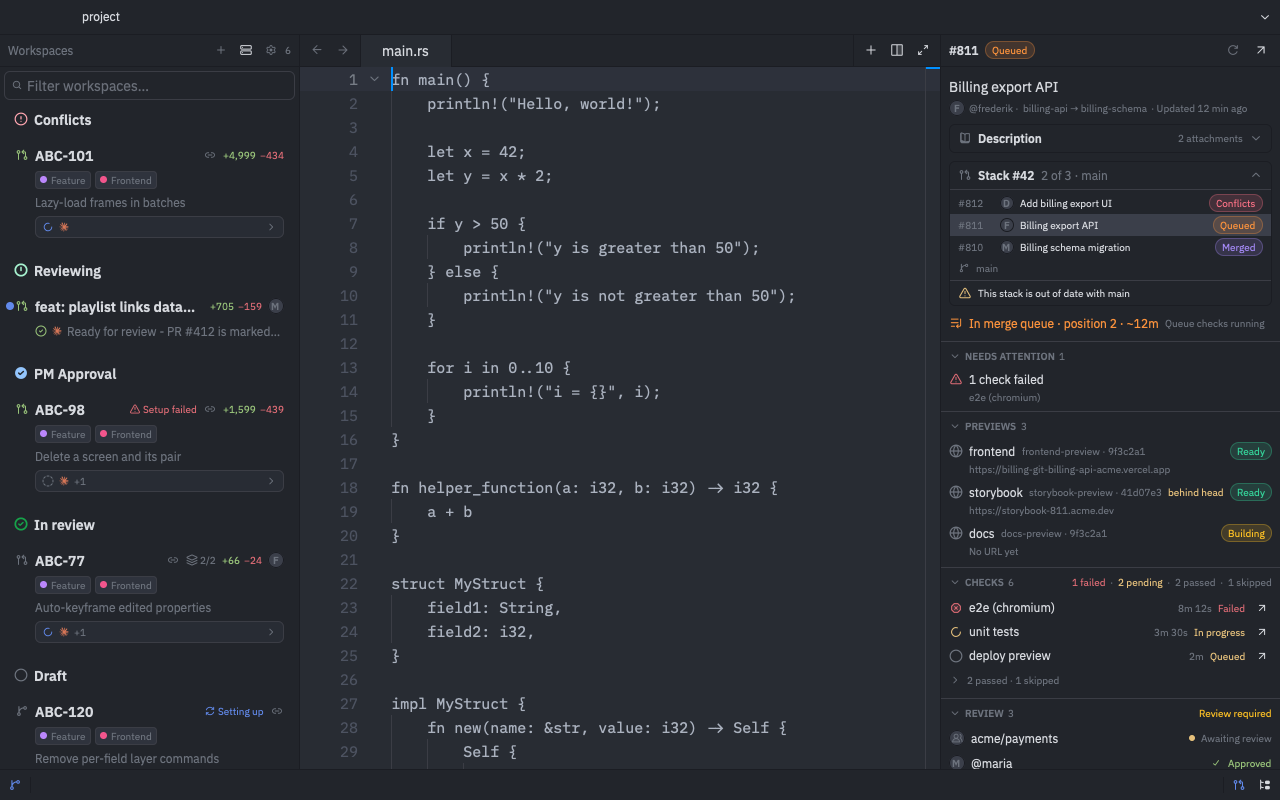 project
Workspaces
6
Filter workspaces...
Conflicts
ABC-101 +4,999 −434
Feature Frontend
Lazy-load frames in batches
Reviewing
feat: playlist links data... +705 −159 M
Ready for review - PR #412 is marked...
PM Approval
ABC-98 Setup failed +1,599 −439
Feature Frontend
Delete a screen and its pair
+1
In review
ABC-77 2/2 +66 −24 F
Feature Frontend
Auto-keyframe edited properties
+1
Draft
ABC-120 Setting up
Feature Frontend
Remove per-field layer commands
main.rs
1 fn main() {
2 println!("Hello, world!");
3
4 let x = 42;
5 let y = x * 2;
6
7 if y > 50 {
8 println!("y is greater than 50");
9 } else {
10 println!("y is not greater than 50");
11 }
12
13 for i in 0..10 {
14 println!("i = {}", i);
15 }
16 }
17
18 fn helper_function(a: i32, b: i32) -> i32 {
19 a + b
20 }
21
22 struct MyStruct {
23 field1: String,
24 field2: i32,
25 }
26
27 impl MyStruct {
28 fn new(name: &str, value: i32) -> Self {
29 Self {
#811 Queued
Billing export API
F @frederik · billing-api → billing-schema · Updated 12 min ago
Description 2 attachments
Stack #42 2 of 3 · main
#812 D Add billing export UI Conflicts
#811 F Billing export API Queued
#810 M Billing schema migration Merged
main
This stack is out of date with main
In merge queue · position 2 · ~12m Queue checks running
NEEDS ATTENTION 1
1 check failed
e2e (chromium)
PREVIEWS 3
frontend frontend-preview · 9f3c2a1 Ready
https://billing-git-billing-api-acme.vercel.app
storybook storybook-preview · 41d07e3 behind head Ready
https://storybook-811.acme.dev
docs docs-preview · 9f3c2a1 Building
No URL yet
CHECKS 6 1 failed · 2 pending · 2 passed · 1 skipped
e2e (chromium) 8m 12s Failed
unit tests 3m 30s In progress
deploy preview 2m Queued
2 passed · 1 skipped
REVIEW 3 Review required
acme/payments Awaiting review
M @maria Approved